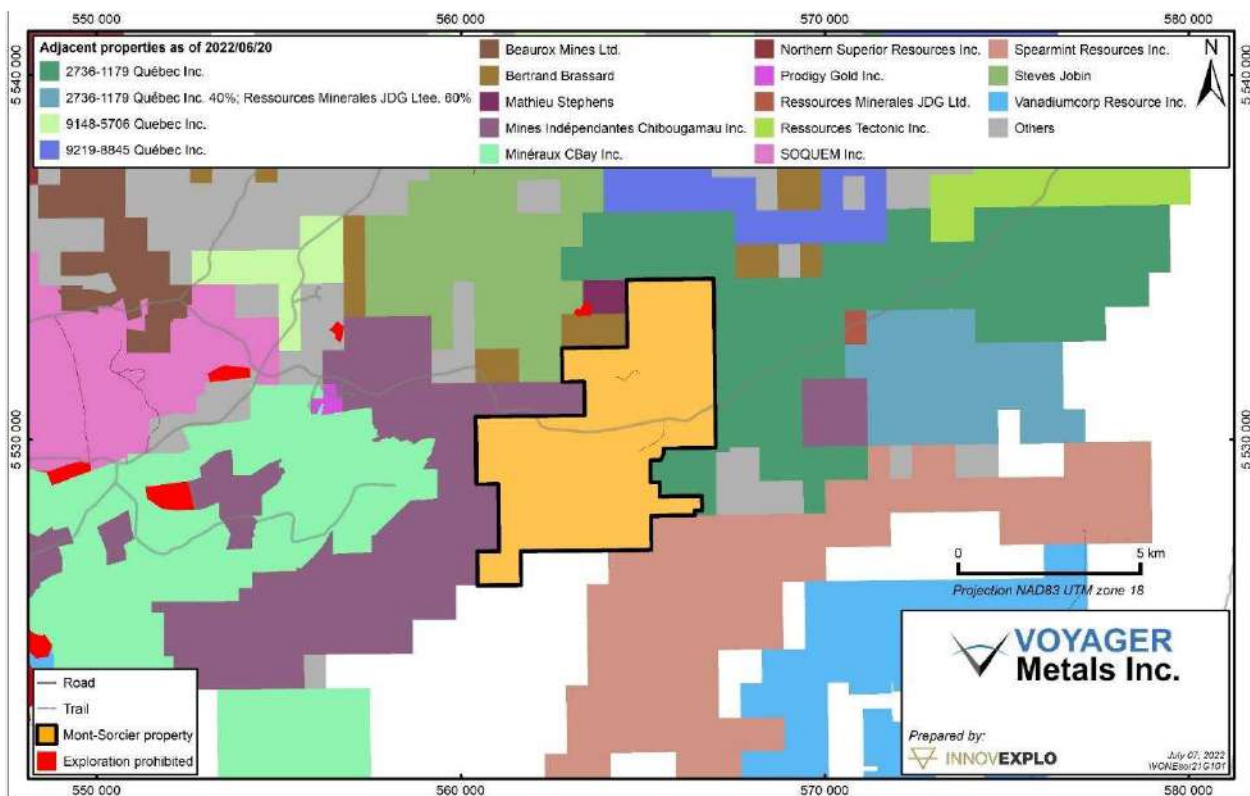 550 000
560 000
570 000
580 000
Adjacent properties as of 2022/06/20
2736-1179 Québec Inc.
2736-1179 Québec Inc. 40%; Ressources Minerales JDG Ltee. 60%
9148-5706 Quebec Inc.
9219-8845 Québec Inc.
Beaurox Mines Ltd.
Bertrand Brassard
Mathieu Stephens
Mines Indépendantes Chibougamau Inc.
Minéraux CBay Inc.
Northern Superior Resources Inc.
Prodigy Gold Inc.
Ressources Minerales JDG Ltd.
Ressources Tectonic Inc.
SOQUEM Inc.
Spearmint Resources Inc.
Steves Jobin
Vanadiumcorp Resource Inc.
Others
N
5 540 000
5 540 000
5 530 000
5 530 000
0 5 km
Projection NAD83 UTM zone 18
Road
Trail
Mont-Sorcier property
Exploration prohibited
VOYAGER
Metals Inc.
Prepared by:
INNOVEXPLO
July 07, 2022
550 000
560 000
570 000
580 000